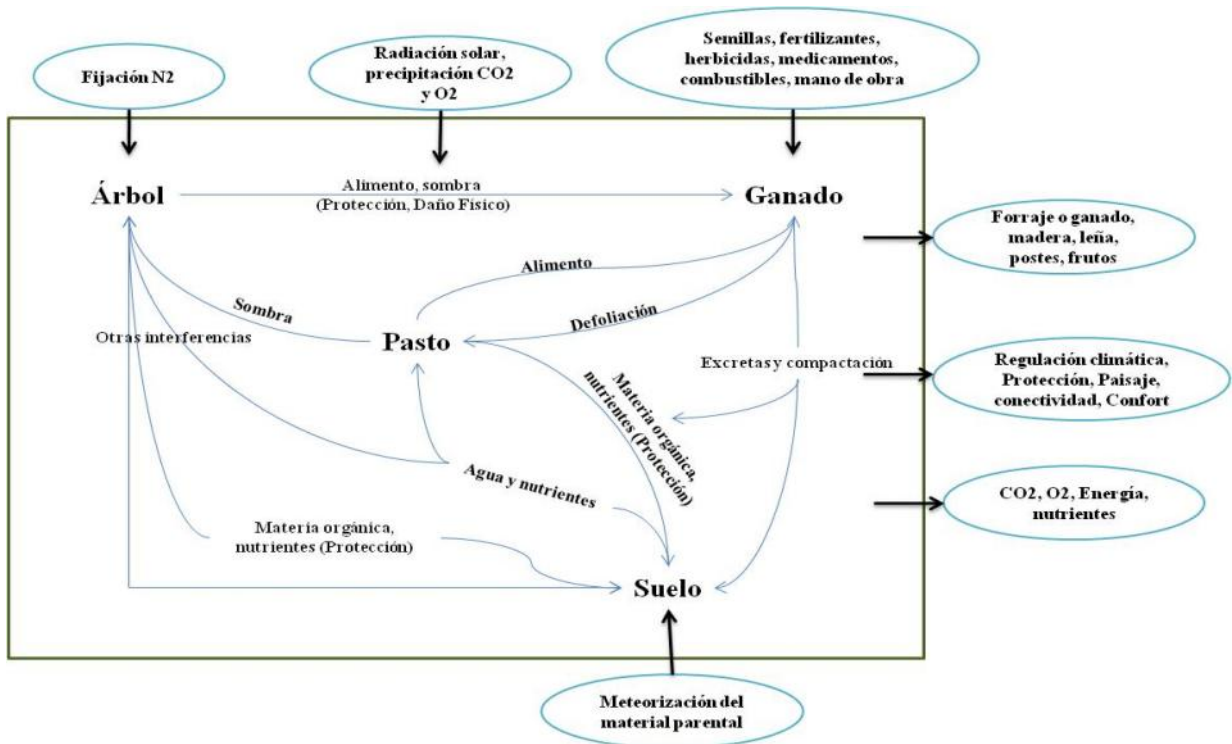 Fijación N2
Radiación solar,
precipitación CO2
y O2
Semillas, fertilizantes,
herbicidas, medicamentos,
combustibles, mano de obra
Árbol
Alimento, sombra
(Protección, Daño Físico)
Ganado
Forraje o ganado,
madera, leña,
postes, frutos
Alimento
Sombra
Defoliación
Otras interferencias
Pasto
Excretas y compactación
Regulación climática,
Protección, Paisaje,
conectividad, Confort
Materia orgánica,
nutrientes (Protección)
Agua y nutrientes
CO2, O2, Energía,
nutrientes
Materia orgánica,
nutrientes (Protección)
Suelo
Meteorización del
material parental